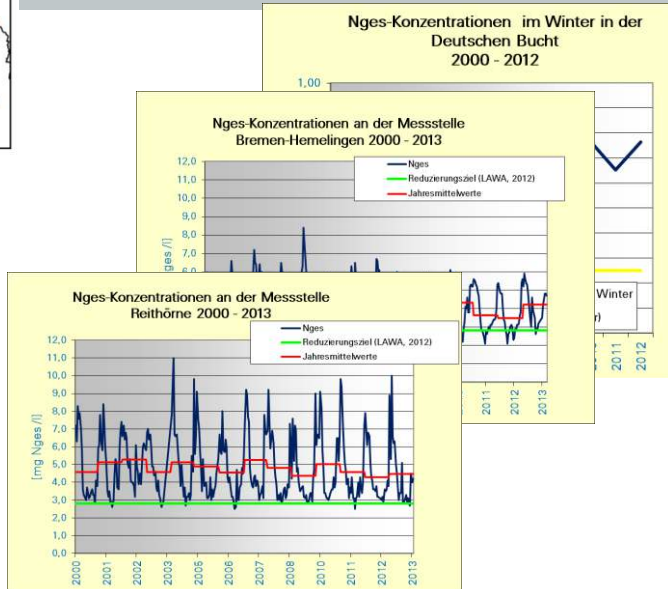 Nges-Konzentrationen im Winter in der
Deutschen Bucht
2000 - 2012
1,00
Winter
2011
2012
Nges-Konzentrationen an der Messstelle
Bremen-Hemelingen 2000 - 2013
Nges
Reduzierungsziel (LAWA, 2012)
Jahresmittelwerte
12,0
11,0
10,0
9,0
8,0
7,0
6,0
ges /l]
2011
2012
2013
Nges-Konzentrationen an der Messstelle
Reithörne 2000 - 2013
Nges
Reduzierungsziel (LAWA, 2012)
Jahresmittelwerte
[mg Nges /l]
12,0
11,0
10,0
9,0
8,0
7,0
6,0
5,0
4,0
3,0
2,0
1,0
0,0
2000
2001
2002
2003
2006
2006
2007
2008
2010
2011
2012
2013